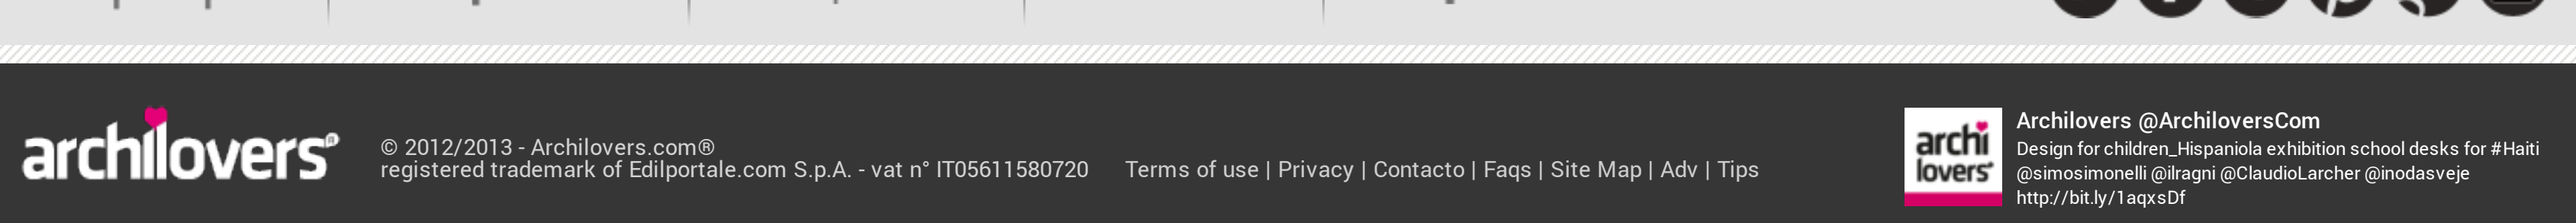 archilovers®
© 2012/2013 - Archilovers.com®
registered trademark of Edilportale.com S.p.A. - vat n° IT05611580720
Terms of use | Privacy | Contacto | Faqs | Site Map | Adv | Tips
archi
lovers®
Archilovers @ArchiloversCom
Design for children_Hispaniola exhibition school desks for #Haiti
@simosimonelli @ilragni @ClaudioLarcher @inodasveje
http://bit.ly/1aqxsDf